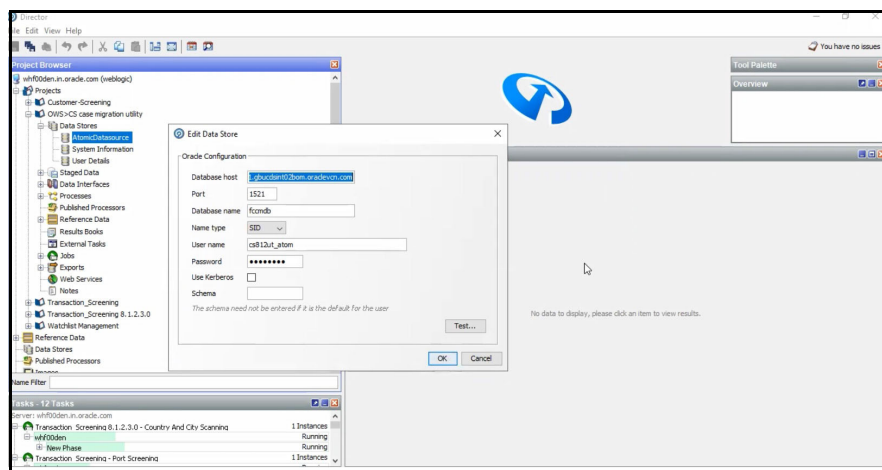 Director
ile Edit View Help
You have no issues
Project Browser
whf00den.in.oracle.com (weblogic)
Projects
Customer-Screening
OWS>CS case migration utility
Data Stores
AtomicDatasource
System Information
User Details
Staged Data
Data Interfaces
Processes
Published Processors
Reference Data
Results Books
External Tasks
Jobs
Exports
Web Services
Notes
Transaction_Screening
Transaction_Screening 8.1.2.3.0
Watchlist Management
Reference Data
Data Stores
Published Processors
Images
Name Filter
Tasks - 12 Tasks
Server: whf00den.in.oracle.com
Transaction Screening 8.1.2.3.0 - Country And City Scanning 1 Instances
whf00den Running
New Phase Running
Transaction Screening - Port Screening 1 Instances
Edit Data Store
Oracle Configuration
Database host .gbucdsint02bom.oraclevcn.com
Port 1521
Database name fccmdb
Name type SID
User name cs812ut_atom
Password ••••••••
Use Kerberos
Schema
The schema need not be entered if it is the default for the user
Test...
OK Cancel
Tool Palette
Overview
No data to display, please click an item to view results.